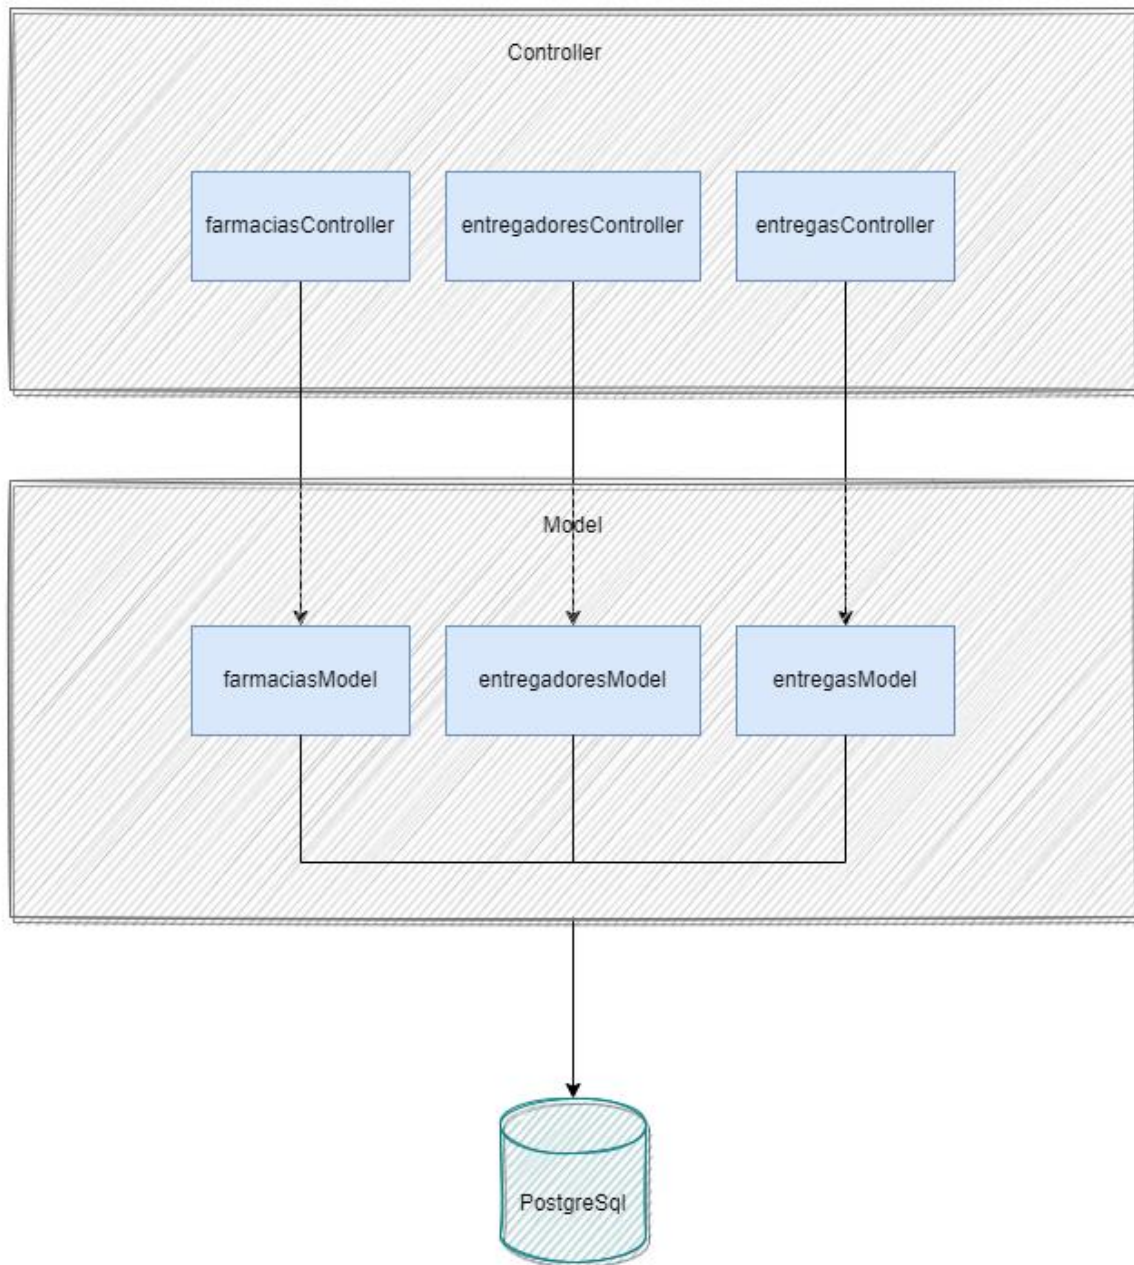 Controller
farmaciasController
entregadoresController
entregasController
Model
farmaciasModel
entregadoresModel
entregasModel
PostgreSql